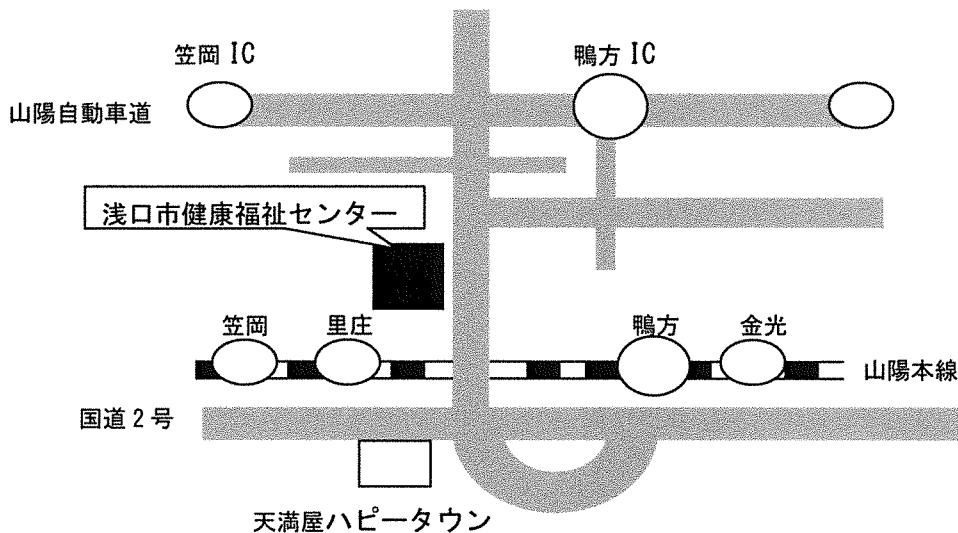 笠岡 IC
鴨方 IC
山陽自動車道
浅口市健康福祉センター
笠岡
里庄
鴨方
金光
山陽本線
国道2号
天満屋ハピータウン